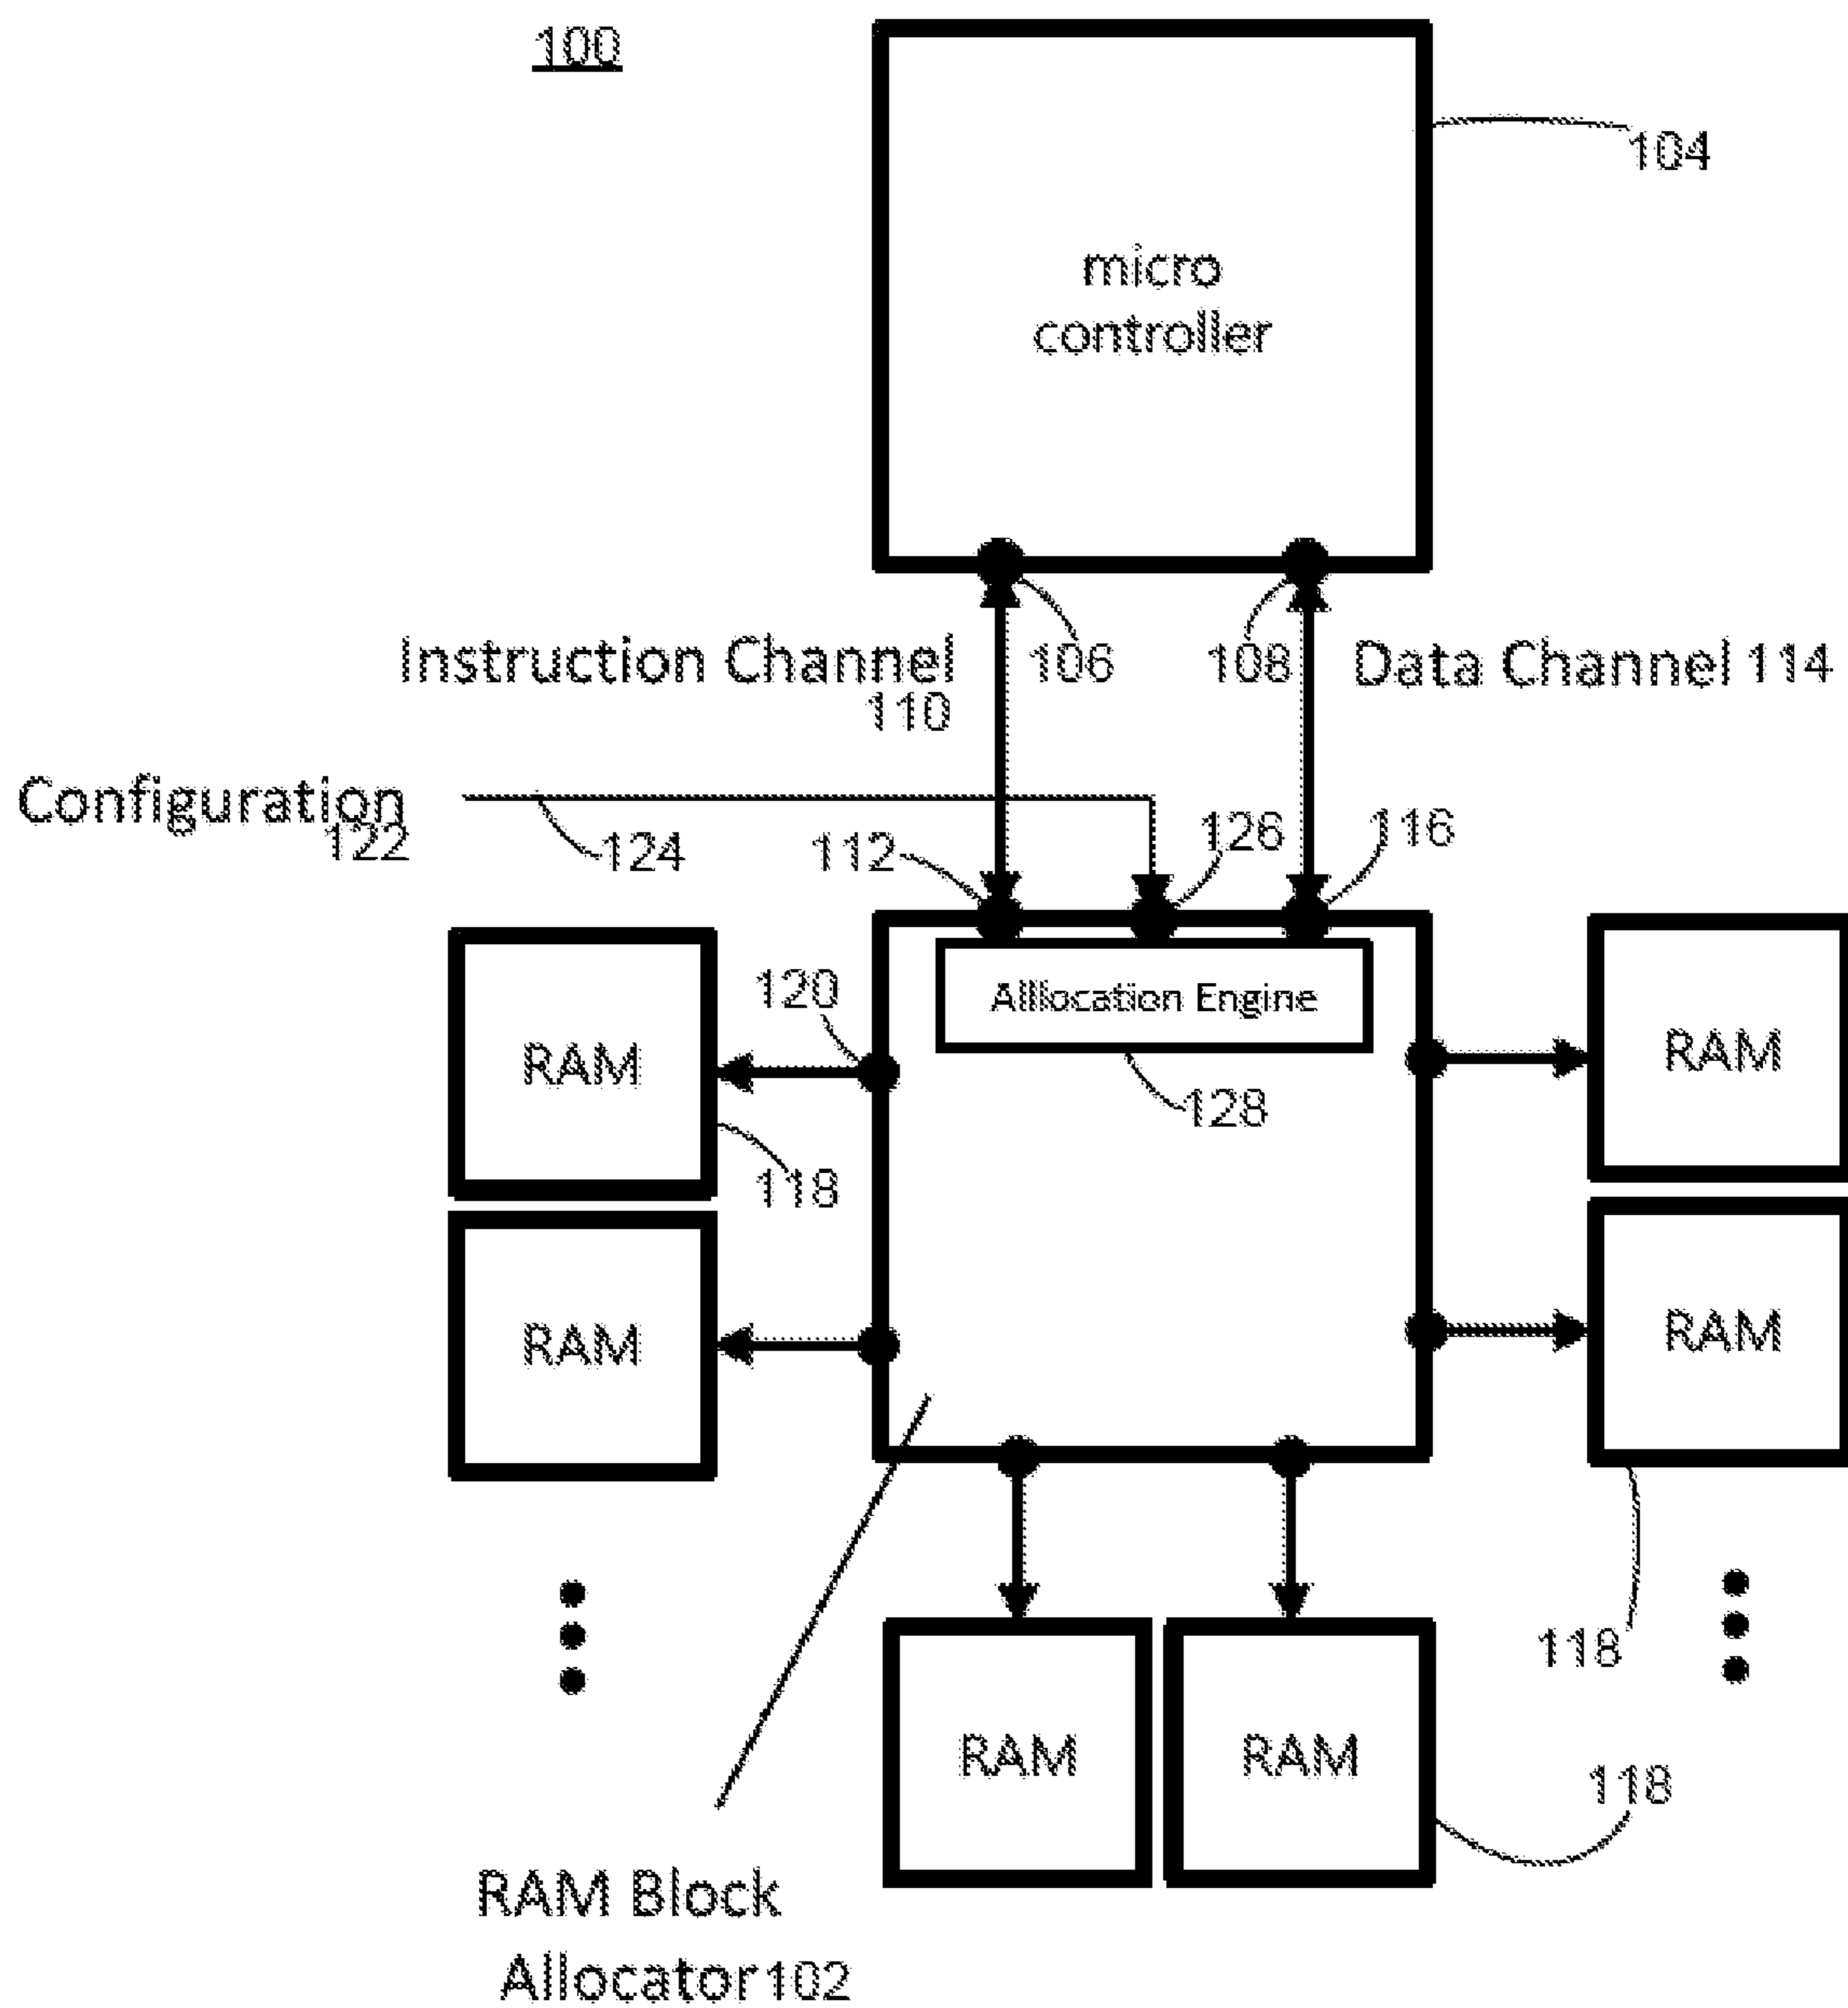 100
104
micro
controller
Instruction Channel
110
106
108
Data Channel 114
Configuration
122
124
112
126
116
120
Alllocation Engine
128
RAM
118
RAM
RAM
RAM
118
RAM
RAM
118
RAM Block
Allocator 102